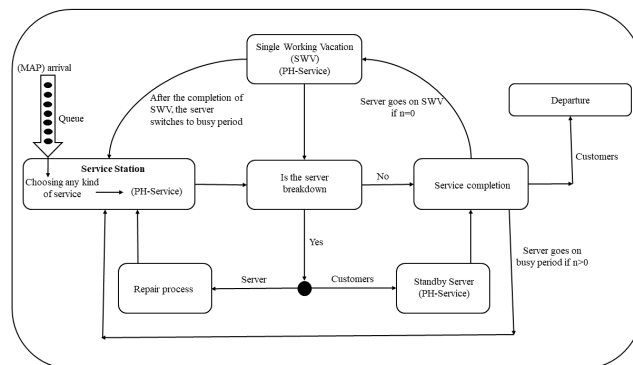 Single Working Vacation
(SWV)
(PH-Service)
(MAP) arrival
Queue
After the completion of
SWV, the server
switches to busy period
Server goes on SWV
if n=0
Departure
Customers
Service Station
Choosing any kind
of service
(PH-Service)
Is the server
breakdown
No
Service completion
Yes
Server goes on
busy period if n>0
Repair process
Server
Customers
Standby Server
(PH-Service)